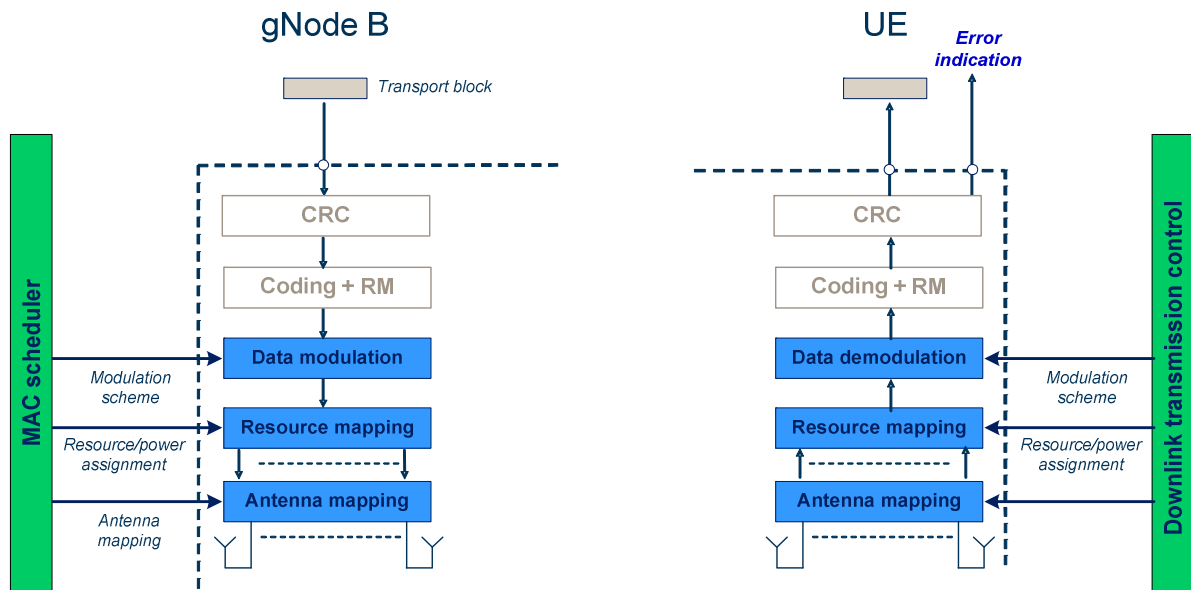 gNode B
UE
Error
indication
Transport block
MAC scheduler
CRC
Coding + RM
Data modulation
Modulation
scheme
Resource mapping
Resource/power
assignment
Antenna mapping
Antenna
mapping
CRC
Coding + RM
Data demodulation
Modulation
scheme
Resource mapping
Resource/power
assignment
Antenna mapping
Downlink transmission control